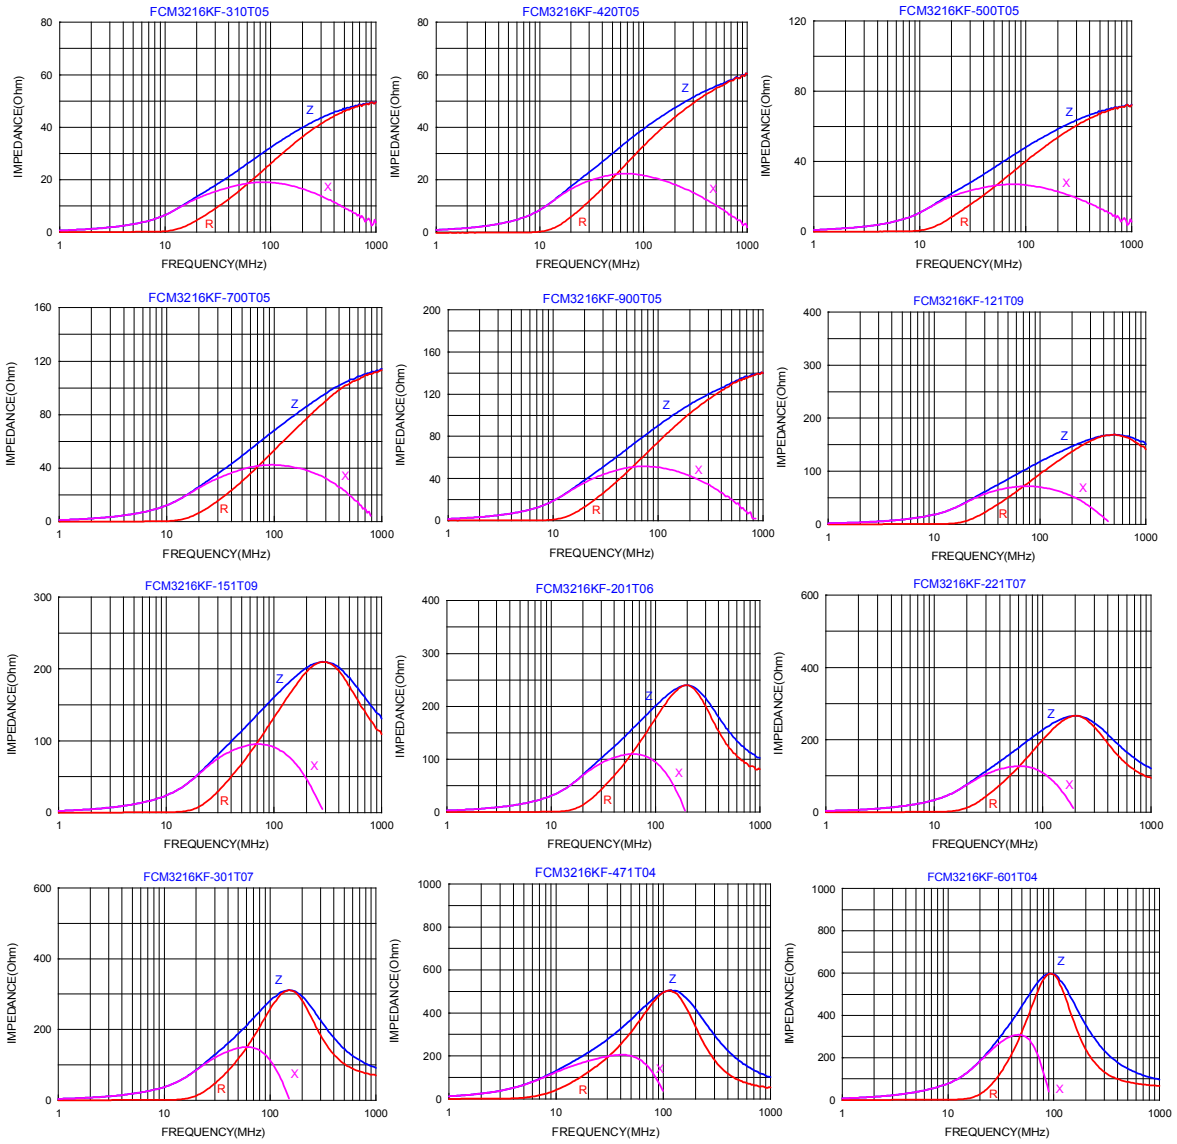 FCM3216KF-310T05
80
60
40
20
0
IMPEDANCE(Ohm)
Z
X
R
1
10
100
1000
FREQUENCY(MHz)
FCM3216KF-420T05
80
60
40
20
0
IMPEDANCE(Ohm)
Z
X
R
1
10
100
1000
FREQUENCY(MHz)
FCM3216KF-500T05
120
80
40
0
IMPEDANCE(Ohm)
Z
X
R
1
10
100
1000
FREQUENCY(MHz)
FCM3216KF-700T05
160
120
80
40
0
IMPEDANCE(Ohm)
Z
X
R
1
10
100
1000
FREQUENCY(MHz)
FCM3216KF-900T05
200
160
120
80
40
0
IMPEDANCE(Ohm)
Z
X
R
1
10
100
1000
FREQUENCY(MHz)
FCM3216KF-121T09
400
300
200
100
0
IMPEDANCE(Ohm)
Z
X
R
1
10
100
1000
FREQUENCY(MHz)
FCM3216KF-151T09
300
200
100
0
IMPEDANCE(Ohm)
Z
X
R
1
10
100
1000
FREQUENCY(MHz)
FCM3216KF-201T06
400
300
200
100
0
IMPEDANCE(Ohm)
Z
X
R
1
10
100
1000
FREQUENCY(MHz)
FCM3216KF-221T07
600
400
200
0
IMPEDANCE(Ohm)
Z
X
R
1
10
100
1000
FREQUENCY(MHz)
FCM3216KF-301T07
600
400
200
0
IMPEDANCE(Ohm)
Z
X
R
1
10
100
1000
FREQUENCY(MHz)
FCM3216KF-471T04
1000
800
600
400
200
0
IMPEDANCE(Ohm)
Z
X
R
1
10
100
1000
FREQUENCY(MHz)
FCM3216KF-601T04
1000
800
600
400
200
0
IMPEDANCE(Ohm)
Z
X
R
1
10
100
1000
FREQUENCY(MHz)